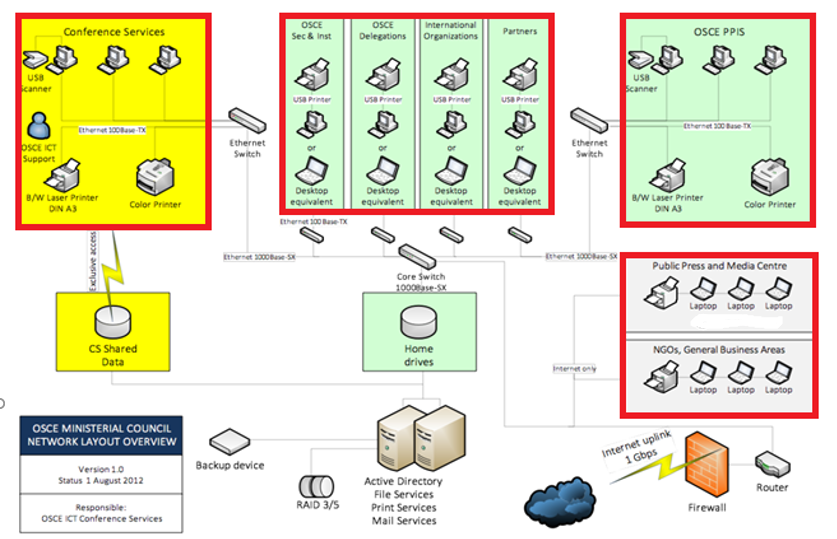 Conference Services
USB
Scanner
Ethernet 100Base-TX
OSCE ICT
Support
B/W Laser Printer
DIN A3
Color Printer
Ethernet
Switch
OSCE
Sec & Inst
OSCE
Delegations
International
Organizations
Partners
USB Printer
USB Printer
USB Printer
USB Printer
or
or
or
or
Desktop
equivalent
Desktop
equivalent
Desktop
equivalent
Desktop
equivalent
Ethernet
Switch
OSCE PPIS
USB
Scanner
Ethernet 100Base-TX
B/W Laser Printer
DIN A3
Color Printer
Ethernet 100 Base-TX
Ethernet 1000Base-SX
Ethernet 1000Base-SX
Core Switch
1000Base-SX
Exclusive access
CS Shared
Data
Home
drives
Public Press and Media Centre
Laptop
Laptop
Laptop
Internet only
NGOs, General Business Areas
Laptop
Laptop
Laptop
OSCE MINISTERIAL COUNCIL
NETWORK LAYOUT OVERVIEW
Version 1.0
Status 1 August 2012
Responsible:
OSCE ICT Conference Services
Backup device
RAID 3/5
Active Directory
File Services
Print Services
Mail Services
Internet uplink
1 Gbps
Firewall
Router